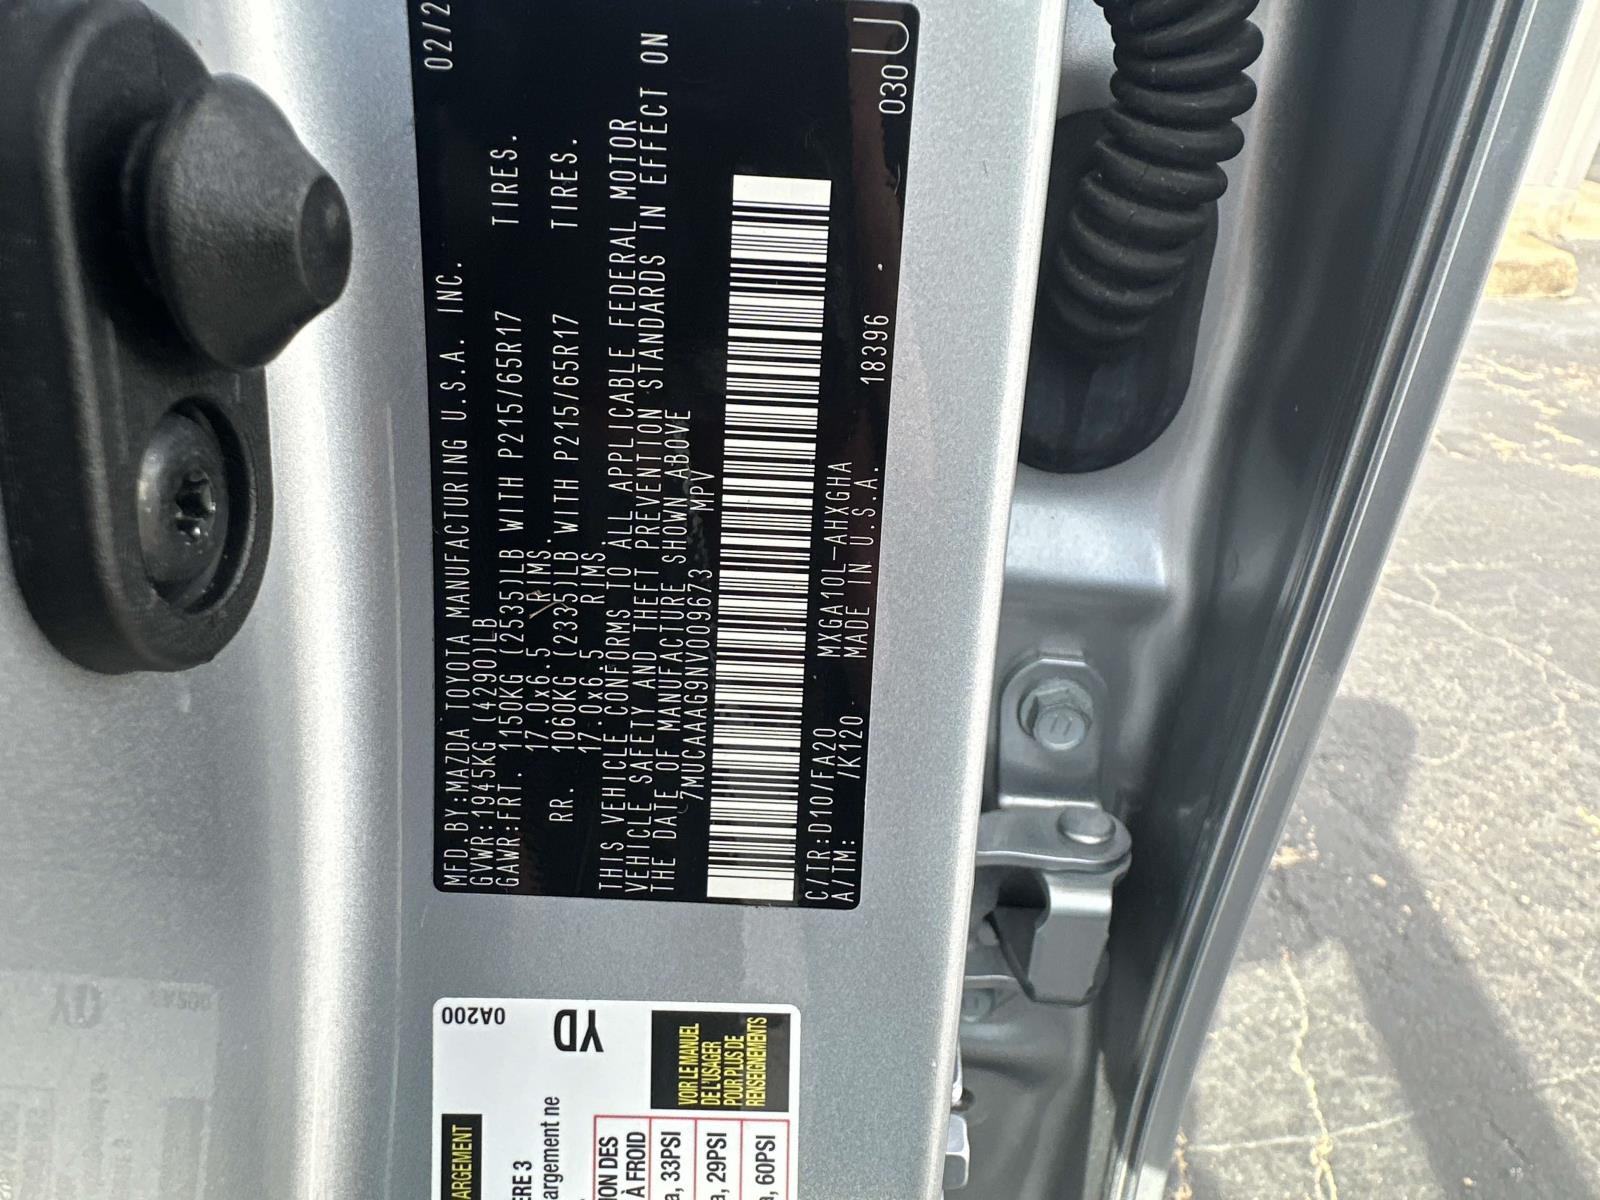 MFD.BY:MAZDA TOYOTA MANUFACTURING U.S.A. INC. 02/2
GVWR:1945KG(4290)LB
GAWR:FRT. 1150KG(2535)LB WITH P215/65R17 TIRES.
17.0x6.5 RIMS.
RR. 1060KG(2335)LB WITH P215/65R17 TIRES.
17.0x6.5 RIMS
THIS VEHICLE CONFORMS TO ALL APPLICABLE FEDERAL MOTOR
VEHICLE SAFETY AND THEFT PREVENTION STANDARDS IN EFFECT ON
THE DATE OF MANUFACTURE SHOWN ABOVE
7MUCAAAG9NV009673 MPV
C/TR:D10/FA20 MXGA10L-AHXGHA 18396 030U
A/TM: /K120 MADE IN U.S.A.
0A200
YD
VOIR LE MANUEL
DE L'USAGER
POUR PLUS DE
RENSEIGNEMENTS
ARGEMENT
ERE 3
argement ne
ION DES
À FROID
a, 33PSI
a, 29PSI
a, 60PSI